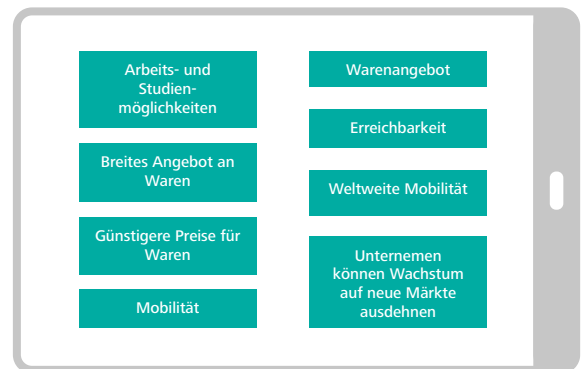 Arbeits- und
Studien-
möglichkeiten
Breites Angebot an
Waren
Günstigere Preise für
Waren
Mobilität
Warenangebot
Erreichbarkeit
Weltweite Mobilität
Unternemen
können Wachstum
auf neue Märkte
ausdehnen